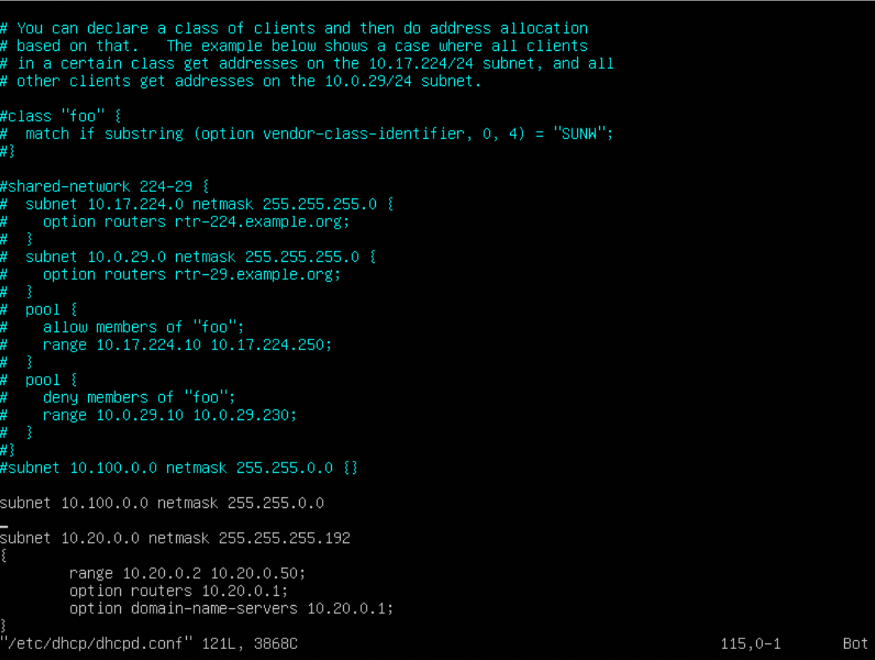 # You can declare a class of clients and then do address allocation
# based on that.   The example below shows a case where all clients
# in a certain class get addresses on the 10.17.224/24 subnet, and all
# other clients get addresses on the 10.0.29/24 subnet.
#class "foo" {
#  match if substring (option vendor-class-identifier, 0, 4) = "SUNW";
#}
#shared-network 224-29 {
#  subnet 10.17.224.0 netmask 255.255.255.0 {
#    option routers rtr-224.example.org;
#  }
#  subnet 10.0.29.0 netmask 255.255.255.0 {
#    option routers rtr-29.example.org;
#  }
#  pool {
#    allow members of "foo";
#    range 10.17.224.10 10.17.224.250;
#  }
#  pool {
#    deny members of "foo";
#    range 10.0.29.10 10.0.29.230;
#  }
#}
#subnet 10.100.0.0 netmask 255.255.0.0 {}
subnet 10.100.0.0 netmask 255.255.0.0
subnet 10.20.0.0 netmask 255.255.255.192
{
        range 10.20.0.2 10.20.0.50;
        option routers 10.20.0.1;
        option domain-name-servers 10.20.0.1;
}
"/etc/dhcp/dhcpd.conf" 121L, 3868C 115,0-1 Bot